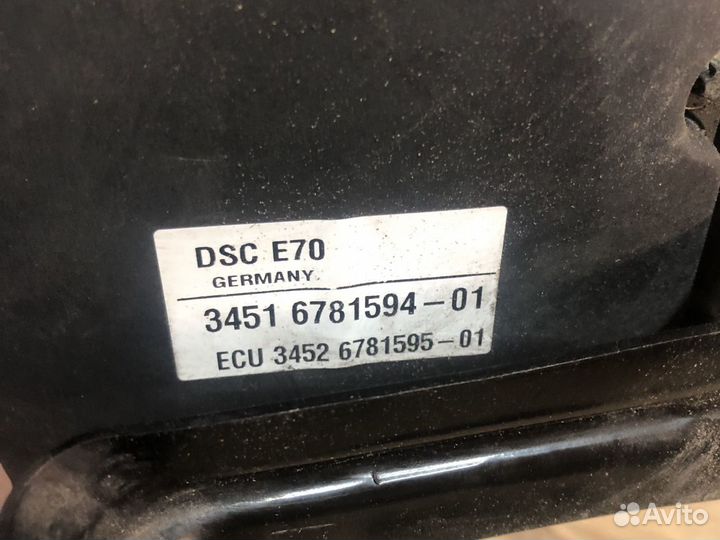 DSC E70
GERMANY
3451 6781594-01
ECU 3452 6781595-01
Avito